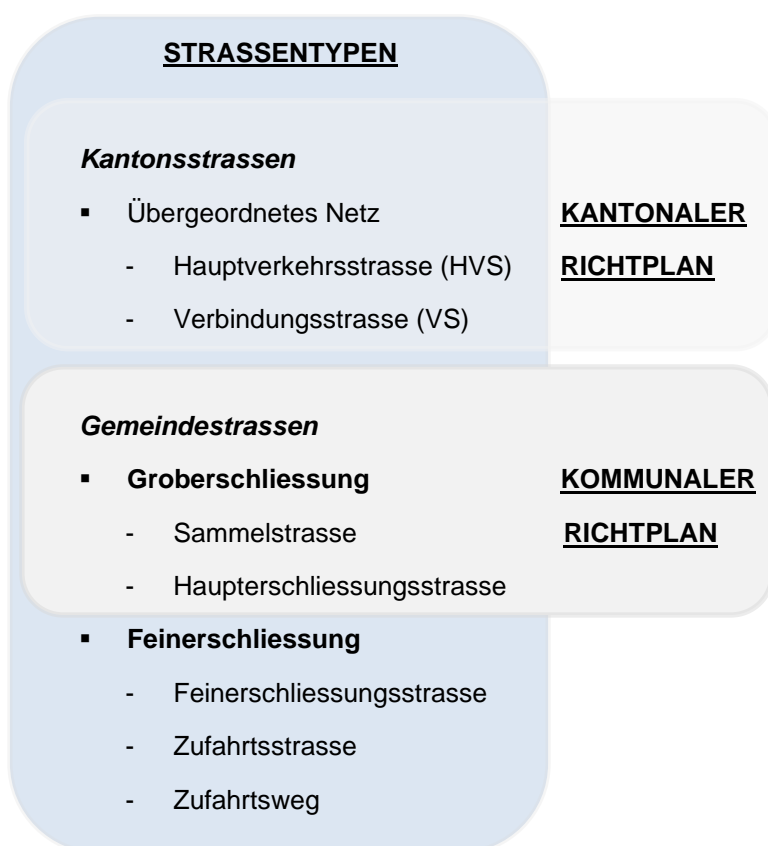 STRASSENTYPEN
Kantonsstrassen
▪ Übergeordnetes Netz KANTONALER
- Hauptverkehrsstrasse (HVS) RICHTPLAN
- Verbindungsstrasse (VS)
Gemeindestrassen
▪ Groberschliessung KOMMUNALER
- Sammelstrasse RICHTPLAN
- Haupterschliessungsstrasse
▪ Feinerschliessung
- Feinerschliessungsstrasse
- Zufahrtsstrasse
- Zufahrtsweg